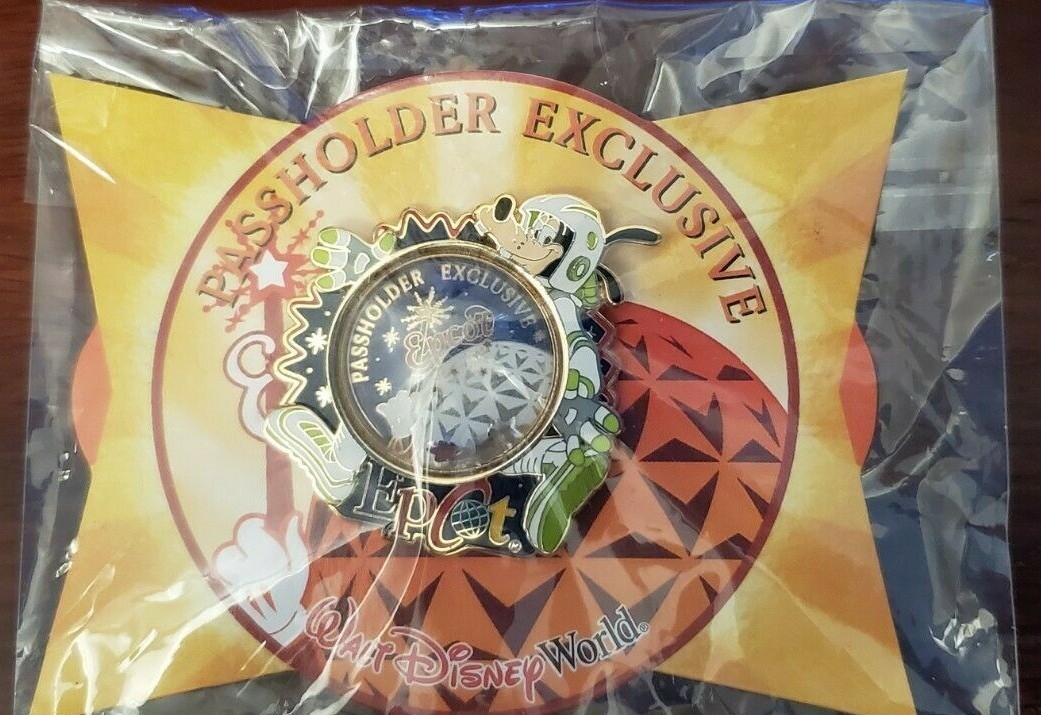 PASSHOLDER EXCLUSIVE
PASSHOLDER EXCLUSIVE
Epcot
EPCOT
WALT DISNEY World®